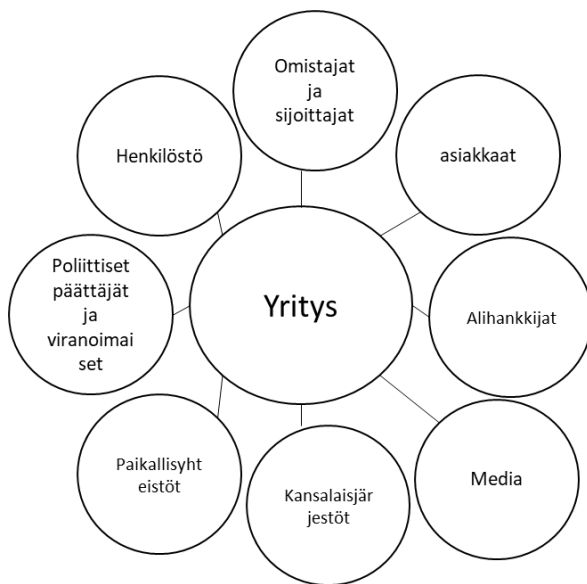 Omistajat
ja
sijoittajat
Henkilöstö
asiakkaat
Poliittiset
päättäjät
ja
viranoimai
set
Yritys
Alihankkijat
Paikallisyht
eistöt
Kansalaisjär
jestöt
Media